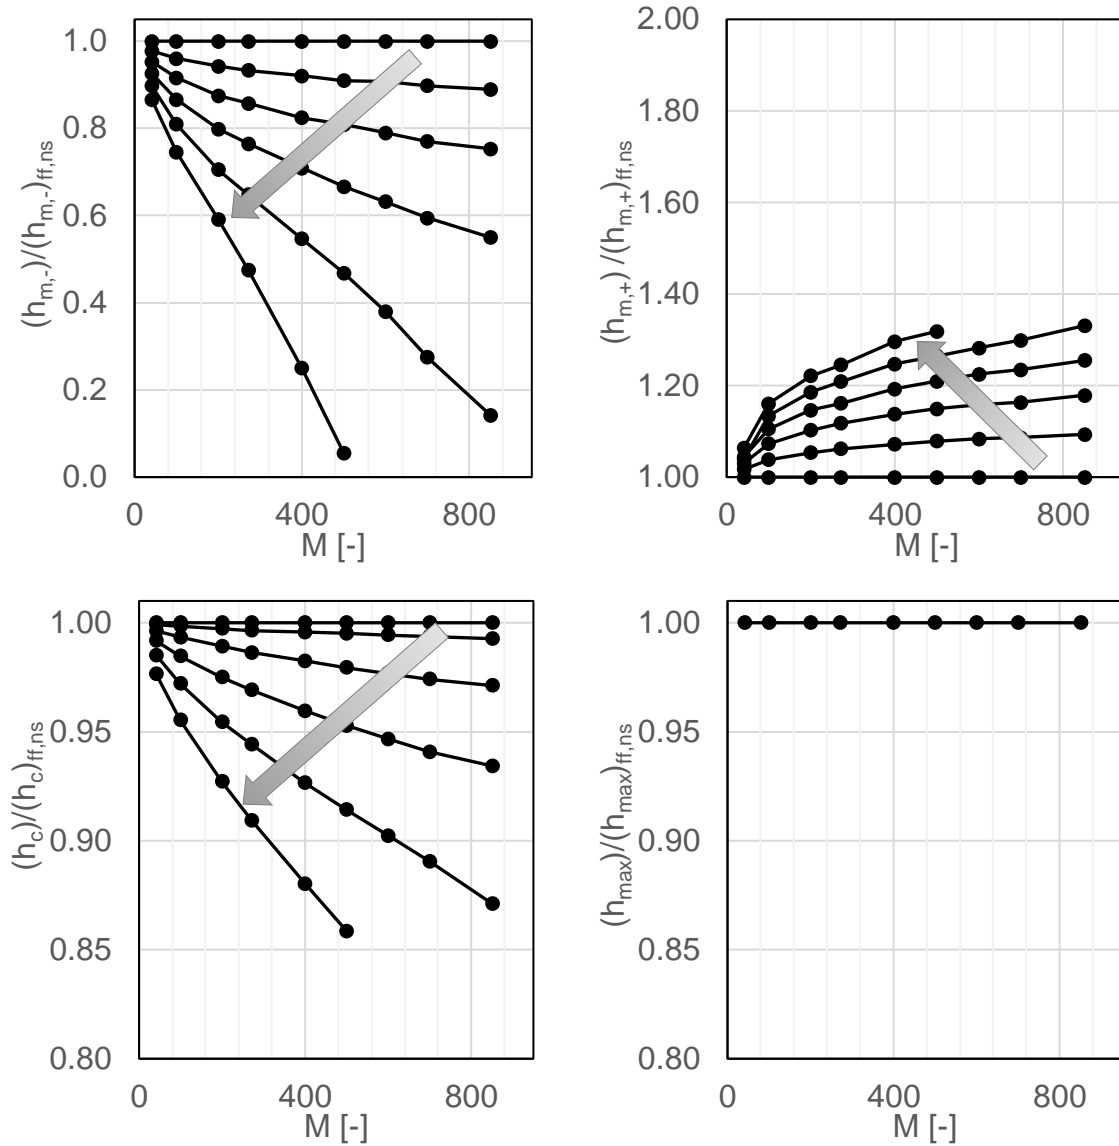 1.0
0.8
0.6
0.4
0.2
0.0
(h_{m,-})/(h_{m,-})_{ff,ns}
0 400 800
M [-]
2.00
1.80
1.60
1.40
1.20
1.00
(h_{m,+}) /(h_{m,+})_{ff,ns}
0 400 800
M [-]
1.00
0.95
0.90
0.85
0.80
(h_c)/(h_c)_{ff,ns}
0 400 800
M [-]
1.00
0.95
0.90
0.85
0.80
(h_{max})/(h_{max})_{ff,ns}
0 400 800
M [-]